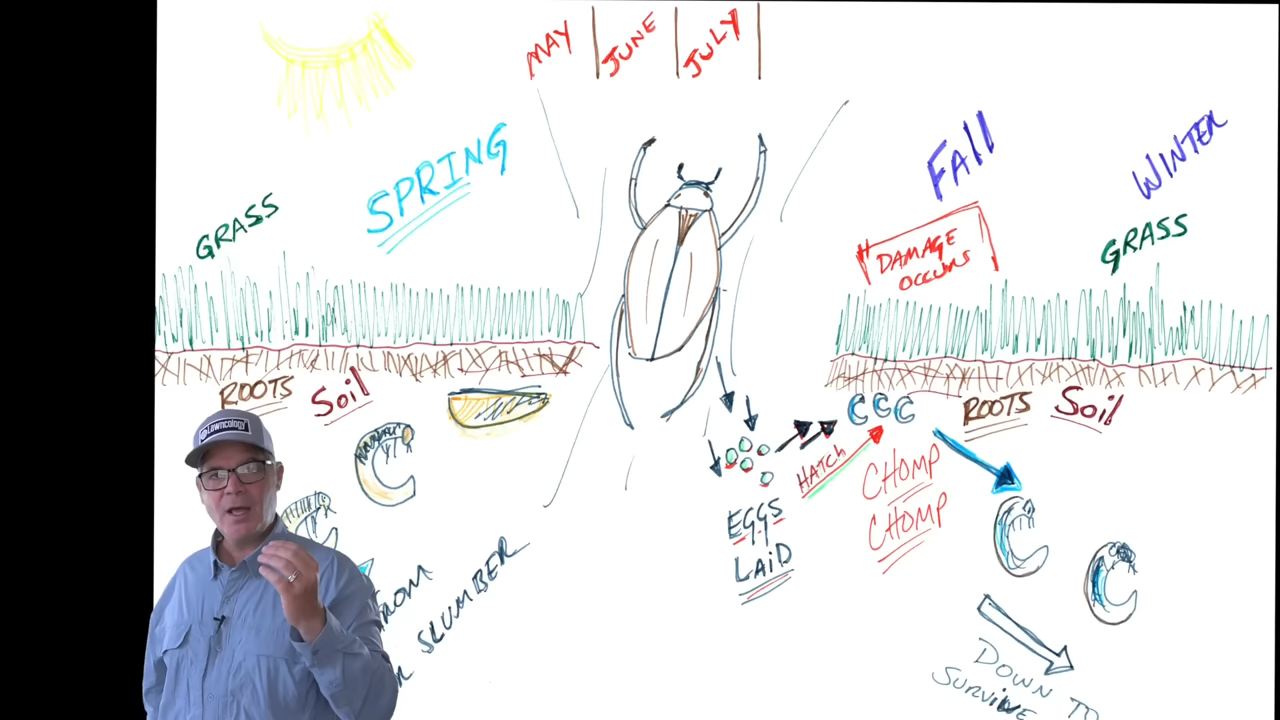 MAY
JUNE
JULY
SPRING
GRASS
ROOTS
Soil
Lawncology
SLUMBER
EGGS
LAID
HATCH
CHOMP
CHOMP
FAll
DAMAGE
OCCURS
WINTER
GRASS
ROOTS
Soil
DOWN TO
SURVIVE